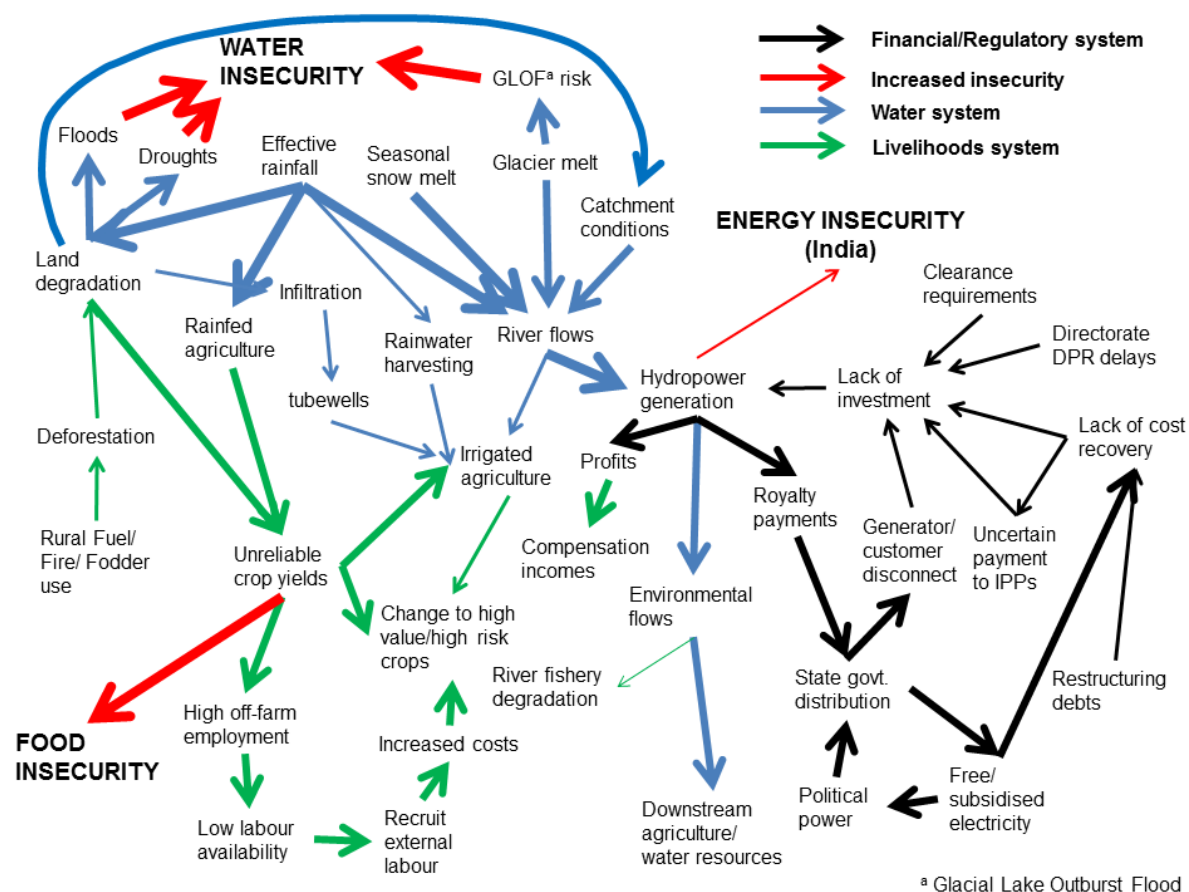 WATER
INSECURITY
GLOFᵃ risk
Financial/Regulatory system
Increased insecurity
Water system
Livelihoods system
Floods
Droughts
Effective
rainfall
Seasonal
snow melt
Glacier melt
Catchment
conditions
ENERGY INSECURITY
(India)
Land
degradation
Infiltration
Rainfed
agriculture
Rainwater
harvesting
River flows
Clearance
requirements
Directorate
DPR delays
Hydropower
generation
Lack of
investment
tubewells
Deforestation
Irrigated
agriculture
Profits
Lack of cost
recovery
Royalty
payments
Rural Fuel/
Fire/ Fodder
use
Unreliable
crop yields
Compensation
incomes
Generator/
customer
disconnect
Uncertain
payment
to IPPs
Change to high
value/high risk
crops
Environmental
flows
River fishery
degradation
State govt.
distribution
Restructuring
debts
High off-farm
employment
FOOD
INSECURITY
Increased costs
Low labour
availability
Recruit
external
labour
Downstream
agriculture/
water resources
Political
power
Free/
subsidised
electricity
ᵃ Glacial Lake Outburst Flood